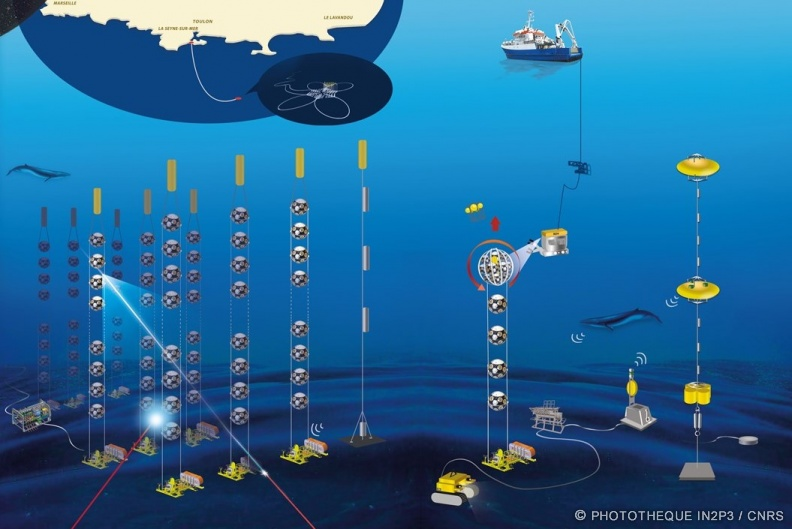 MARSEILLE
TOULON
LA SEYNE SUR MER
LE LAVANDOU
© PHOTOTHEQUE IN2P3 / CNRS